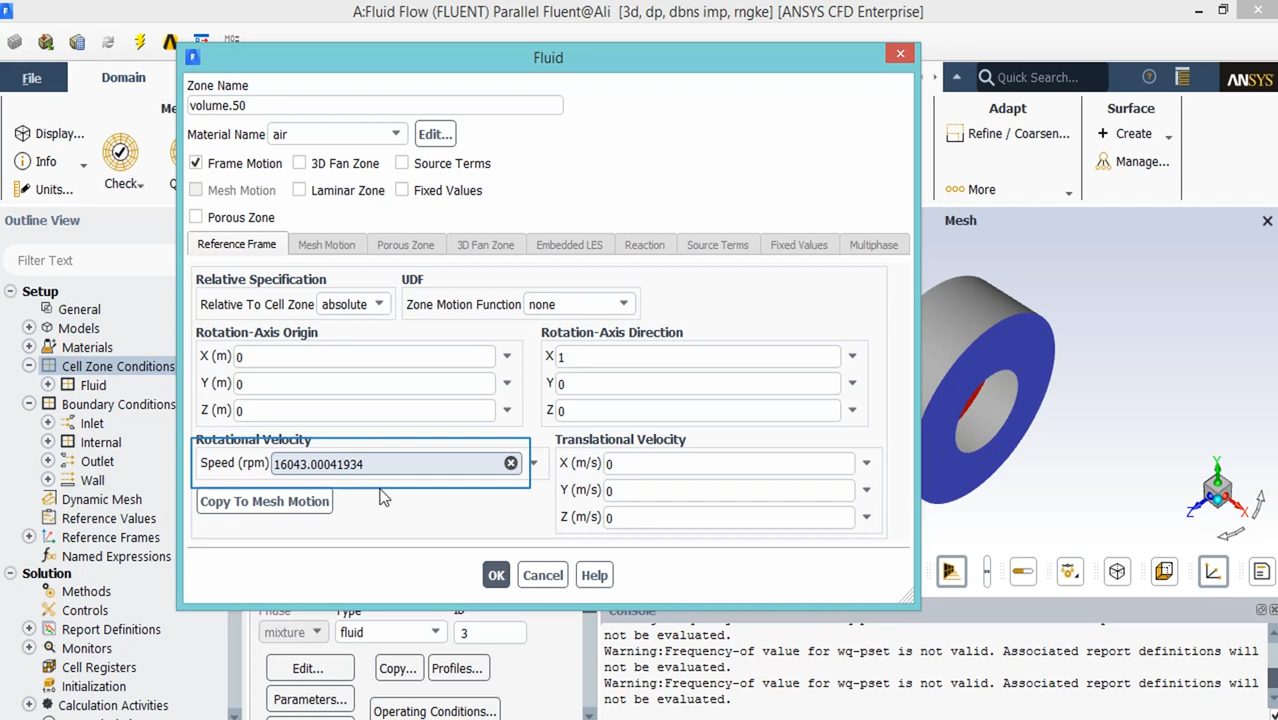 A:Fluid Flow (FLUENT) Parallel Fluent@Ali [3d, dp, dbns imp, rngke] [ANSYS CFD Enterprise]
File
Domain
Quick Search...
ANSYS
Display...
Info
Units...
Check
Adapt
Refine / Coarsen...
More
Surface
Create
Manage...
Outline View
Filter Text
Setup
General
Models
Materials
Cell Zone Conditions
Fluid
Boundary Conditions
Inlet
Internal
Outlet
Wall
Dynamic Mesh
Reference Values
Reference Frames
Named Expressions
Solution
Methods
Controls
Report Definitions
Monitors
Cell Registers
Initialization
Calculation Activities
Fluid
Zone Name
volume.50
Material Name air Edit...
Frame Motion 3D Fan Zone Source Terms
Mesh Motion Laminar Zone Fixed Values
Porous Zone
Reference Frame Mesh Motion Porous Zone 3D Fan Zone Embedded LES Reaction Source Terms Fixed Values Multiphase
Relative Specification UDF
Relative To Cell Zone absolute Zone Motion Function none
Rotation-Axis Origin Rotation-Axis Direction
X (m) 0 X 1
Y (m) 0 Y 0
Z (m) 0 Z 0
Rotational Velocity Translational Velocity
Speed (rpm) 16043.00041934 X (m/s) 0
Copy To Mesh Motion Y (m/s) 0
Z (m/s) 0
OK Cancel Help
Mesh
Y
Z
X
Phase Type ID
mixture fluid 3
Edit... Copy... Profiles...
Parameters... Operating Conditions...
Console
not be evaluated.
Warning:Frequency-of value for wq-pset is not valid. Associated report definitions will
not be evaluated.
Warning:Frequency-of value for wq-pset is not valid. Associated report definitions will
not be evaluated.